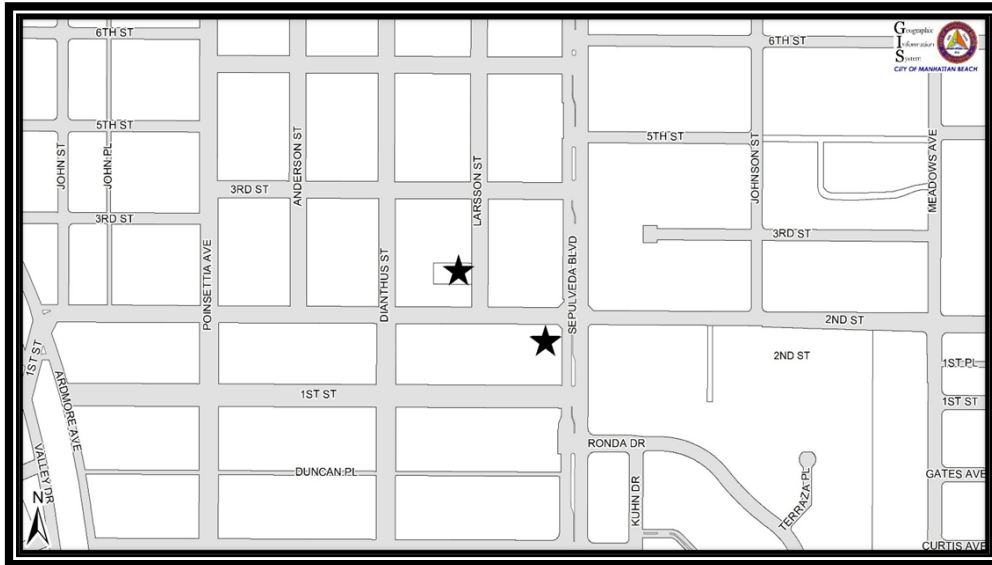 6TH ST
6TH ST
Geographic
Information
System
CITY OF MANHATTAN BEACH
5TH ST
5TH ST
JOHN ST
JOHN PL
ANDERSON ST
LARSSON ST
JOHNSON ST
MEADOWS AVE
3RD ST
3RD ST
3RD ST
POINSETTIA AVE
DIANTHUS ST
SEPULVEDA BLVD
2ND ST
2ND ST
1ST ST
1ST PL
ARDMORE AVE
1ST ST
1ST ST
RONDA DR
VALLEY DR
DUNCAN PL
KUHN DR
TERRAZA PL
GATES AVE
N
CURTIS AVE